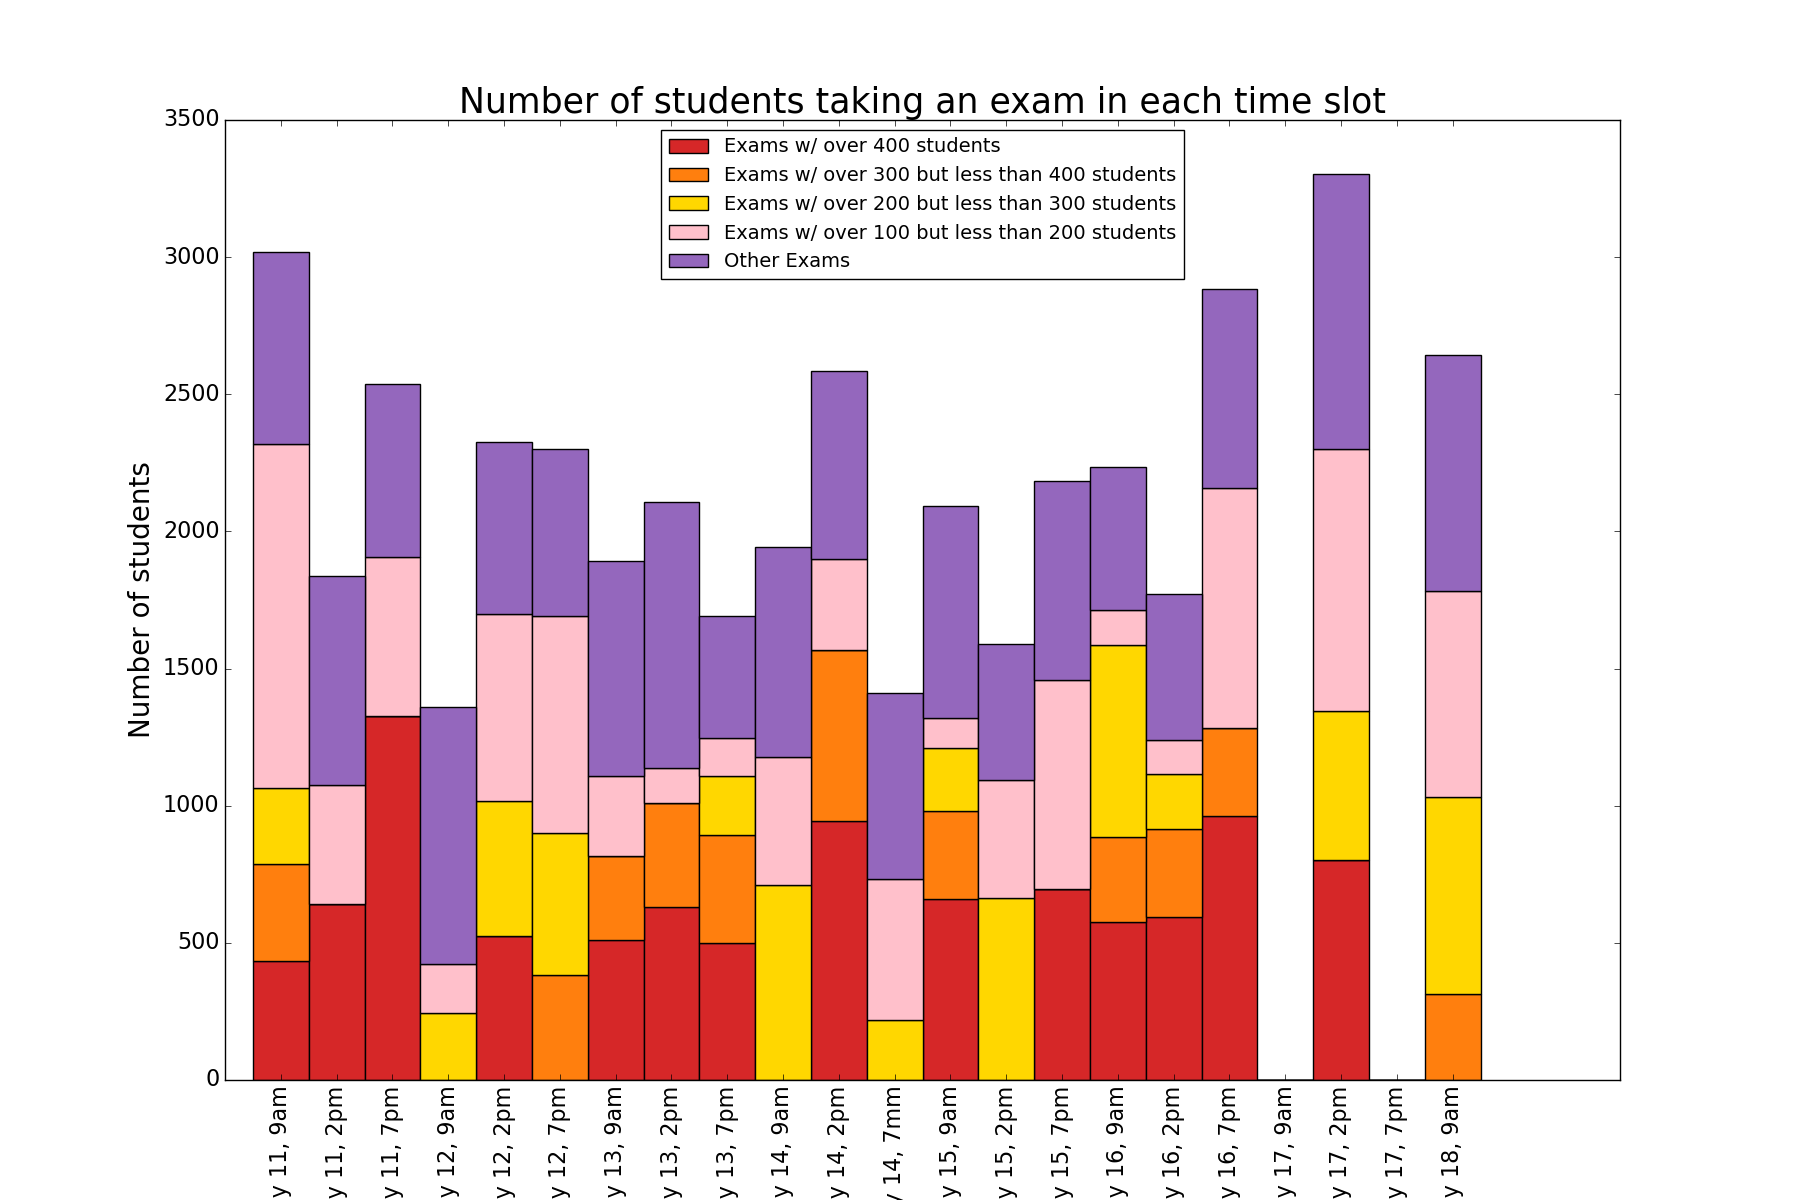 Number of students taking an exam in each time slot
3500
3000
2500
2000
1500
1000
500
0
Number of students
Exams w/ over 400 students
Exams w/ over 300 but less than 400 students
Exams w/ over 200 but less than 300 students
Exams w/ over 100 but less than 200 students
Other Exams
y 11, 9am
y 11, 2pm
y 11, 7pm
y 12, 9am
y 12, 2pm
y 12, 7pm
y 13, 9am
y 13, 2pm
y 13, 7pm
y 14, 9am
y 14, 2pm
y 14, 7mm
y 15, 9am
y 15, 2pm
y 15, 7pm
y 16, 9am
y 16, 2pm
y 16, 7pm
y 17, 9am
y 17, 2pm
y 17, 7pm
y 18, 9am